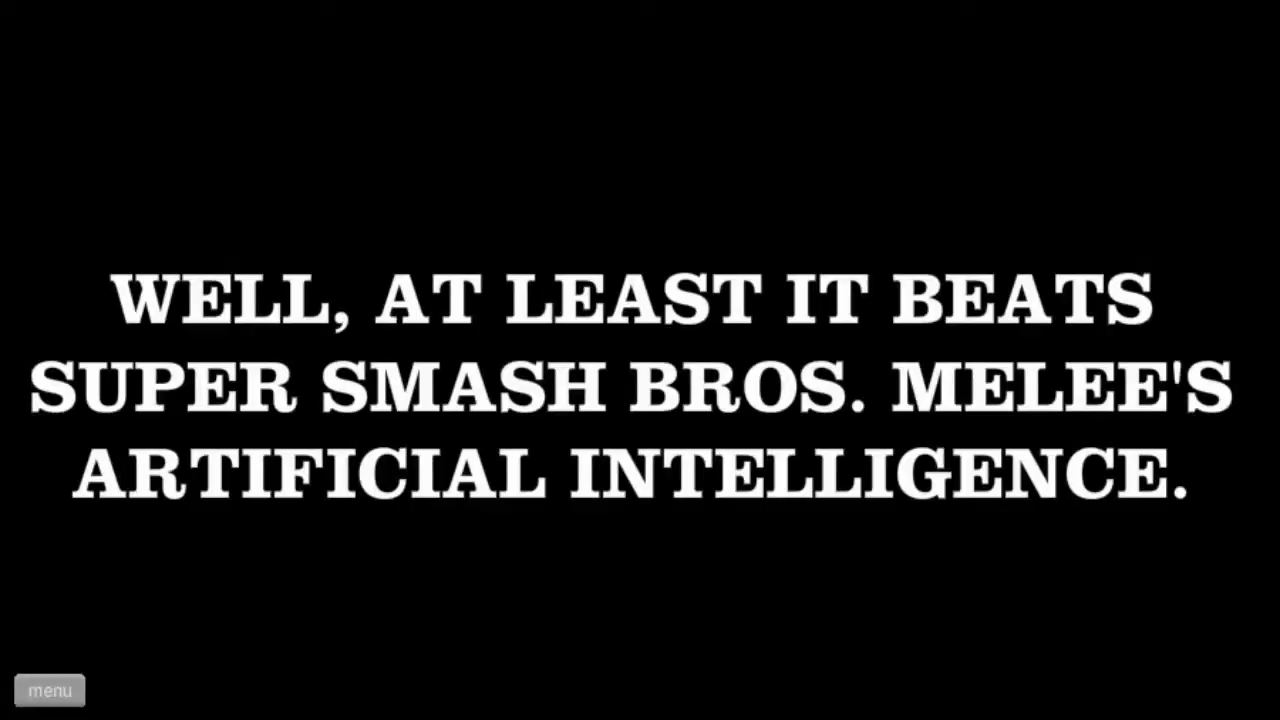 WELL, AT LEAST IT BEATS
SUPER SMASH BROS. MELEE'S
ARTIFICIAL INTELLIGENCE.
menu